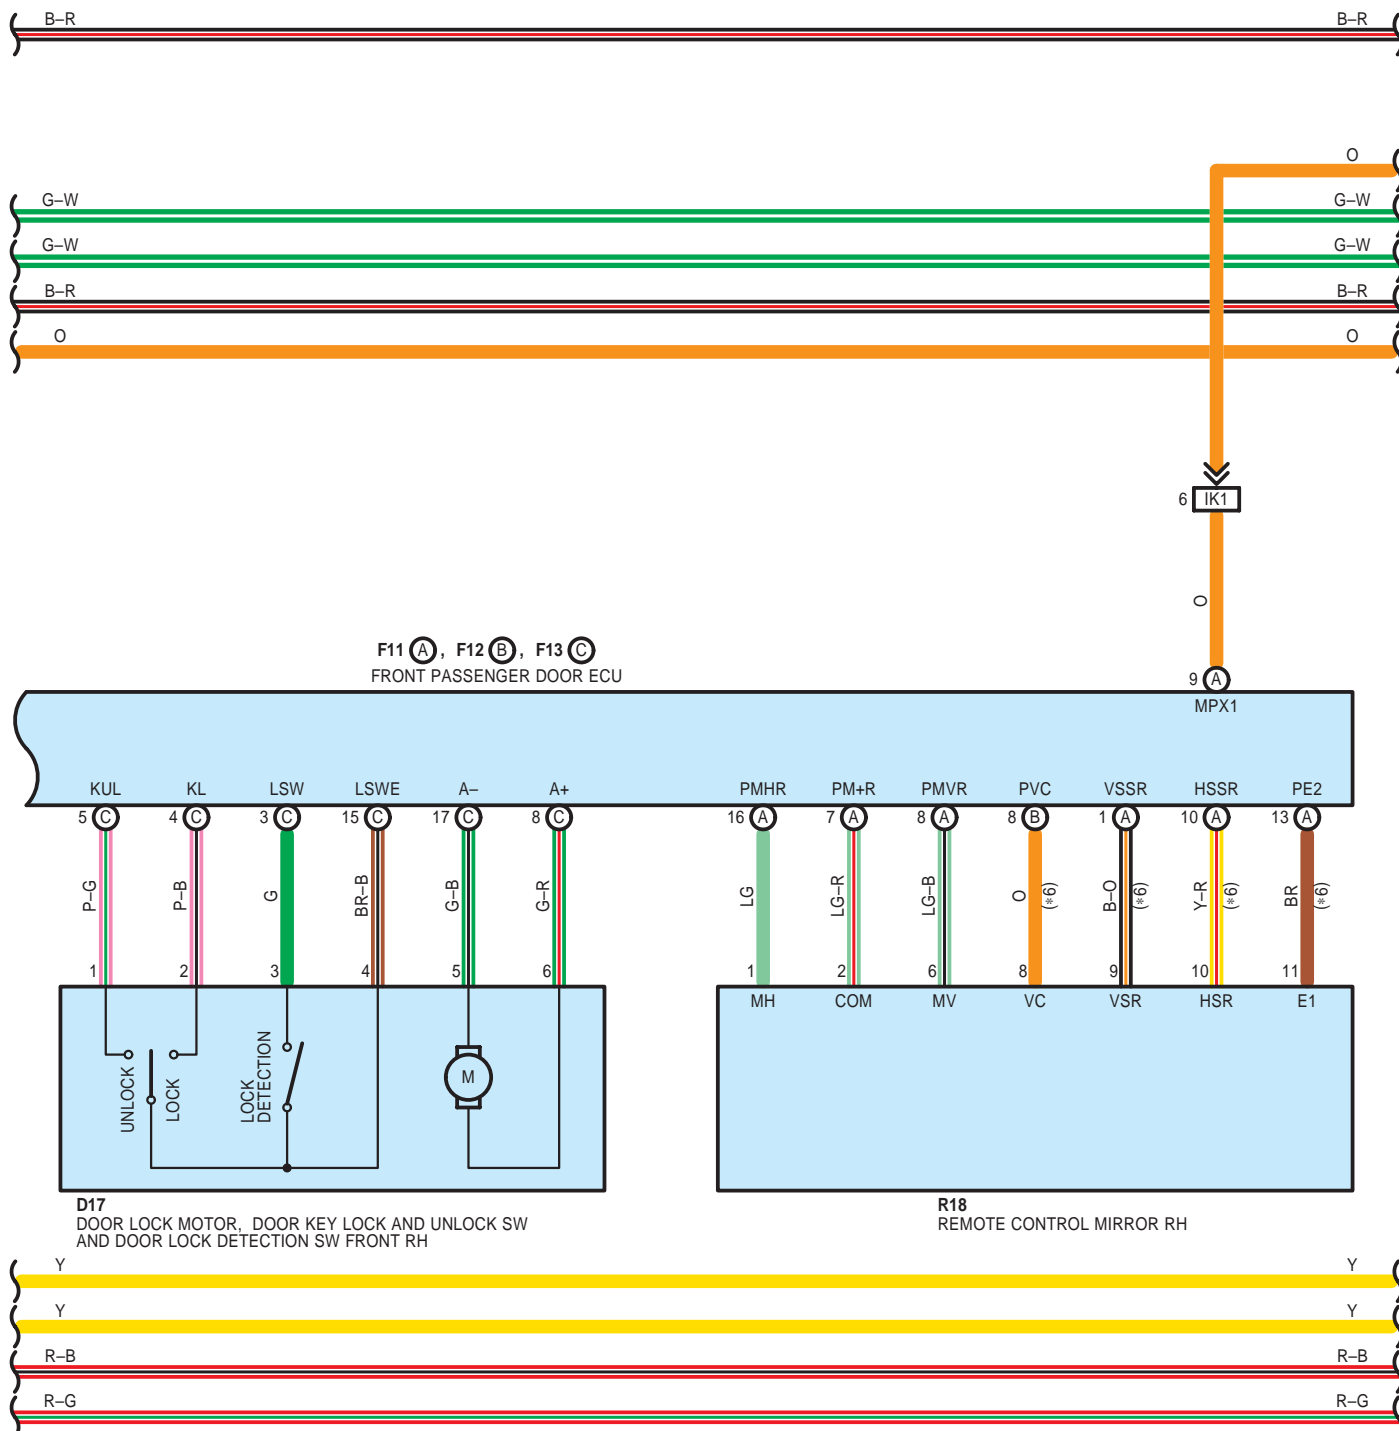 B–R B–R
O
G–W G–W
G–W G–W
B–R B–R
O O
6 IK1
O
F11 A , F12 B , F13 C
FRONT PASSENGER DOOR ECU
9 A
MPX1
KUL KL LSW LSWE A– A+ PMHR PM+R PMVR PVC VSSR HSSR PE2
5 C 4 C 3 C 15 C 17 C 8 C 16 A 7 A 8 A 8 B 1 A 10 A 13 A
P–G P–B G BR–B G–B G–R LG LG–R LG–B O (*6) B–O (*6) Y–R (*6) BR (*6)
1 2 3 4 5 6 1 2 6 8 9 10 11
MH COM MV VC VSR HSR E1
UNLOCK LOCK LOCK DETECTION M
D17 R18
DOOR LOCK MOTOR, DOOR KEY LOCK AND UNLOCK SW REMOTE CONTROL MIRROR RH
AND DOOR LOCK DETECTION SW FRONT RH
Y Y
Y Y
R–B R–B
R–G R–G